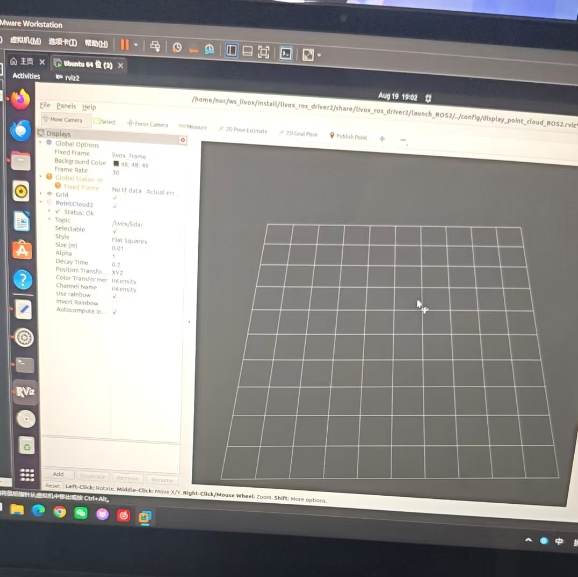 Mware Workstation
虚拟机(M) 选项卡(T) 帮助(H)
主页 × Ubuntu 64 位 (2) ×
Activities rviz2 Aug 19 19:02
/home/noc/ws_livox/install/livox_ros_driver2/share/livox_ros_driver2/launch_ROS2/../config/display_point_cloud_ROS2.rviz
File Panels Help
Move Camera Select Focus Camera Measure 2D Pose Estimate 2D Goal Pose Publish Point
Displays
Global Options
Fixed Frame livox_frame
Background Color 48; 48; 48
Frame Rate 30
Global Status: W
Fixed Frame No tf data. Actual err
Grid
PointCloud2
Status: Ok
Topic /livox/lidar
Selectable
Style Flat Squares
Size (m) 0.01
Alpha 1
Decay Time 0.2
Position Transfo... XYZ
Color Transformer Intensity
Channel Name intensity
Use rainbow
Invert Rainbow
Autocompute In...
RViz
Add Duplicate Remove Rename
Reset Left-Click: Rotate. Middle-Click: Move X/Y. Right-Click/Mouse Wheel: Zoom. Shift: More options.
鼠标指针从虚拟机中移出或按 Ctrl+Alt。
中